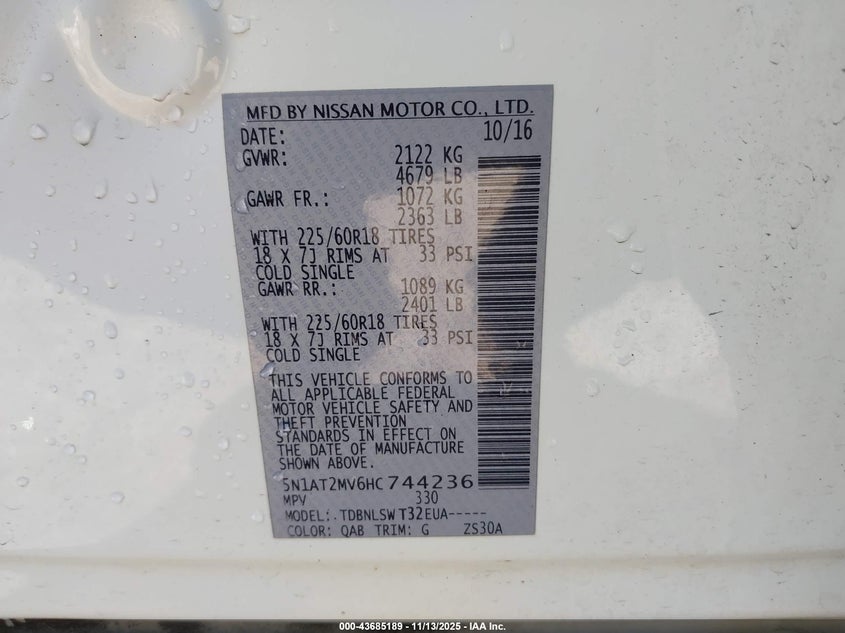 MFD BY NISSAN MOTOR CO., LTD.
DATE: 10/16
GVWR: 2122 KG
4679 LB
GAWR FR.: 1072 KG
2363 LB
WITH 225/60R18 TIRES
18 X 7J RIMS AT 33 PSI
COLD SINGLE
GAWR RR.: 1089 KG
2401 LB
WITH 225/60R18 TIRES
18 X 7J RIMS AT 33 PSI
COLD SINGLE
THIS VEHICLE CONFORMS TO
ALL APPLICABLE FEDERAL
MOTOR VEHICLE SAFETY AND
THEFT PREVENTION
STANDARDS IN EFFECT ON
THE DATE OF MANUFACTURE
SHOWN ABOVE.
5N1AT2MV6HC744236
MPV 330
MODEL: TDBNLSW T32EUA-----
COLOR: QAB TRIM: G ZS30A
000-43685189 - 11/13/2025 - IAA Inc.